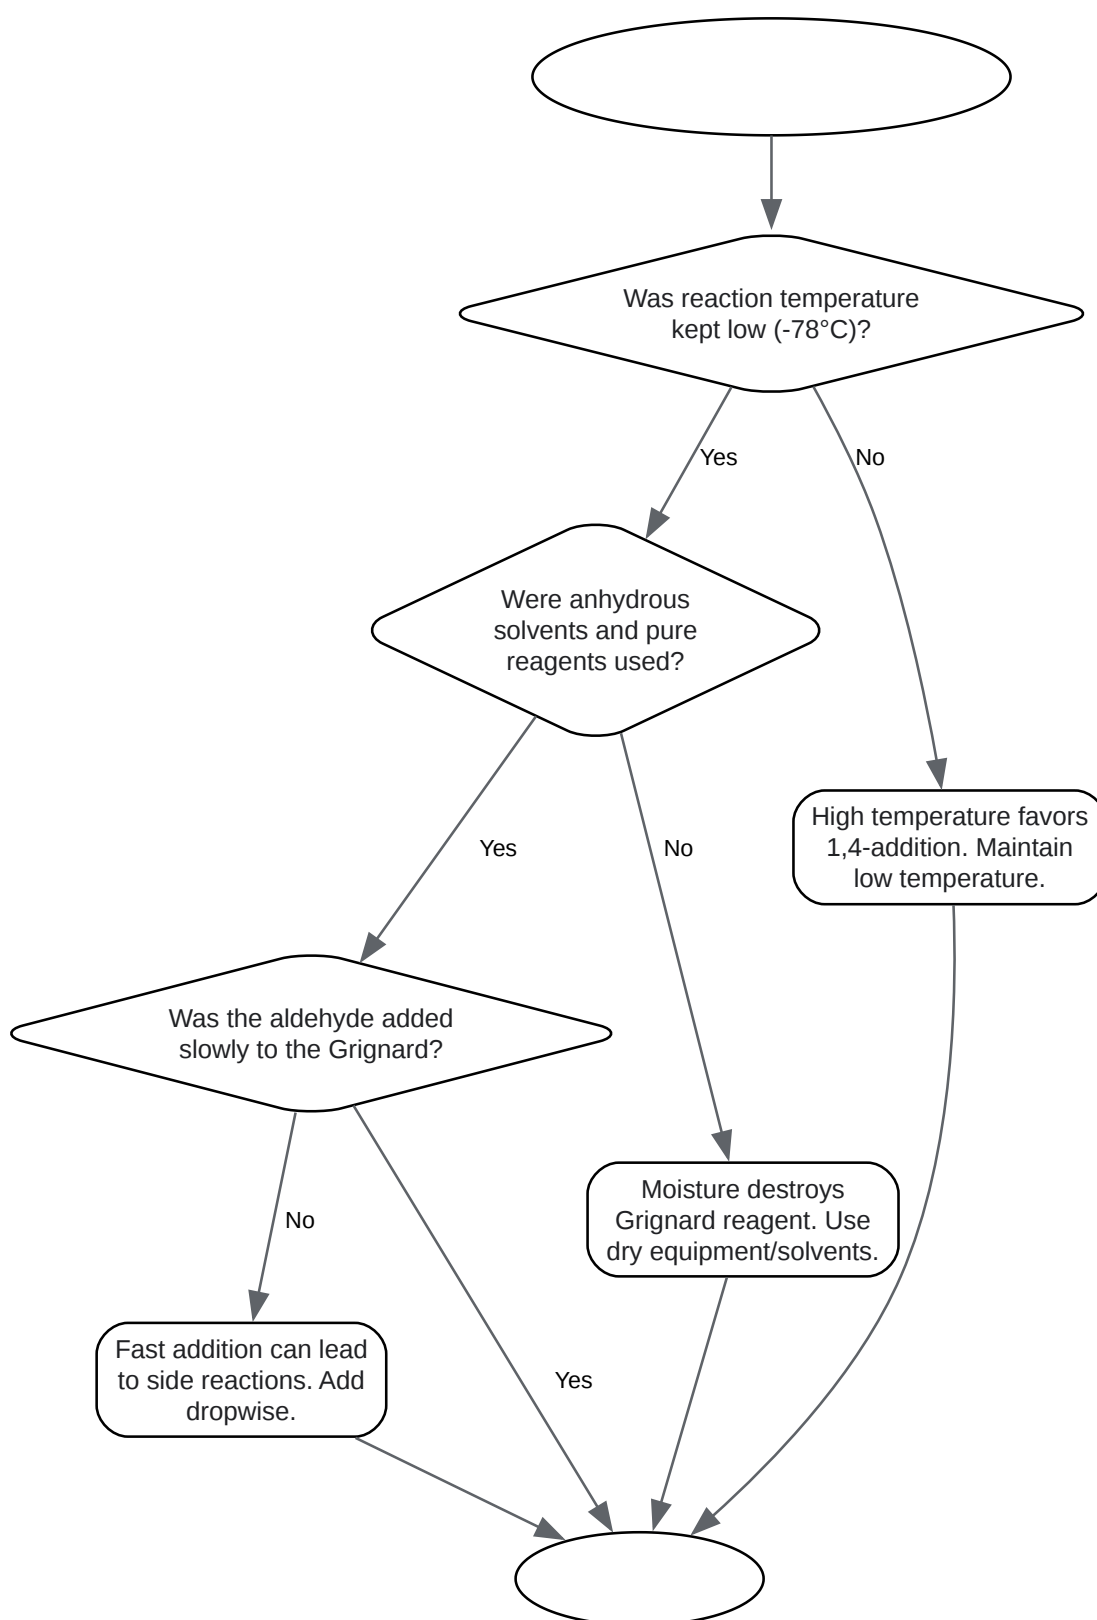 Was reaction temperature
kept low (-78°C)?
Yes
No
Were anhydrous
solvents and pure
reagents used?
High temperature favors
1,4-addition. Maintain
low temperature.
Yes
No
Was the aldehyde added
slowly to the Grignard?
Moisture destroys
Grignard reagent. Use
dry equipment/solvents.
No
Fast addition can lead
to side reactions. Add
dropwise.
Yes